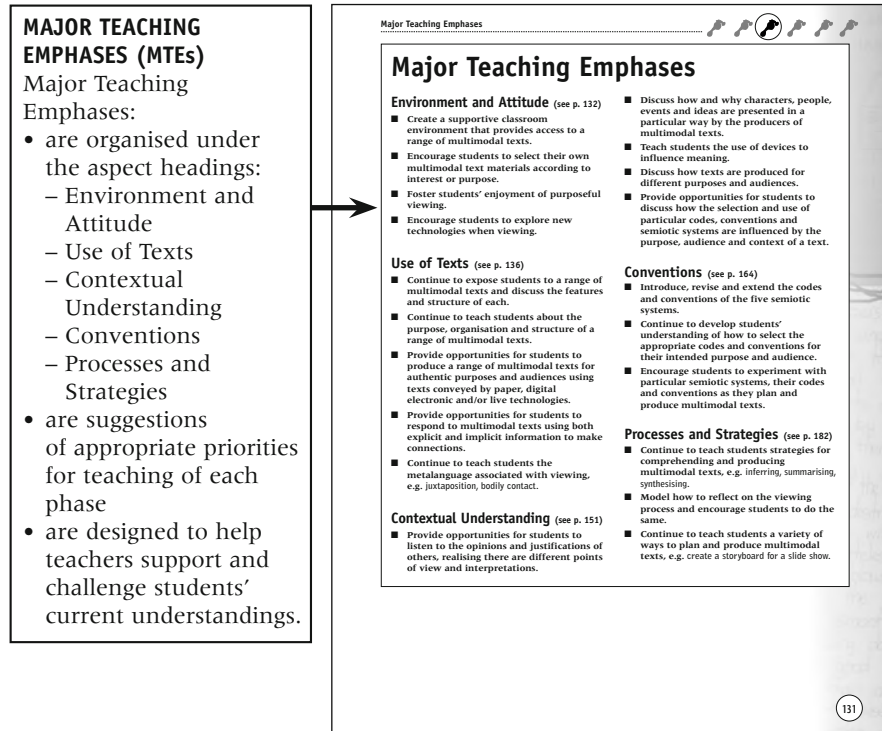 MAJOR TEACHING
EMPHASES (MTEs)
Major Teaching
Emphases:
• are organised under
the aspect headings:
– Environment and
Attitude
– Use of Texts
– Contextual
Understanding
– Conventions
– Processes and
Strategies
• are suggestions
of appropriate priorities
for teaching of each
phase
• are designed to help
teachers support and
challenge students’
current understandings.
Major Teaching Emphases
Major Teaching Emphases
Environment and Attitude (see p. 132)
■ Create a supportive classroom
environment that provides access to a
range of multimodal texts.
■ Encourage students to select their own
multimodal text materials according to
interest or purpose.
■ Foster students’ enjoyment of purposeful
viewing.
■ Encourage students to explore new
technologies when viewing.
Use of Texts (see p. 136)
■ Continue to expose students to a range of
multimodal texts and discuss the features
and structure of each.
■ Continue to teach students about the
purpose, organisation and structure of a
range of multimodal texts.
■ Provide opportunities for students to
produce a range of multimodal texts for
authentic purposes and audiences using
texts conveyed by paper, digital
electronic and/or live technologies.
■ Provide opportunities for students to
respond to multimodal texts using both
explicit and implicit information to make
connections.
■ Continue to teach students the
metalanguage associated with viewing,
e.g. juxtaposition, bodily contact.
Contextual Understanding (see p. 151)
■ Provide opportunities for students to
listen to the opinions and justifications of
others, realising there are different points
of view and interpretations.
■ Discuss how and why characters, people,
events and ideas are presented in a
particular way by the producers of
multimodal texts.
■ Teach students the use of devices to
influence meaning.
■ Discuss how texts are produced for
different purposes and audiences.
■ Provide opportunities for students to
discuss how the selection and use of
particular codes, conventions and
semiotic systems are influenced by the
purpose, audience and context of a text.
Conventions (see p. 164)
■ Introduce, revise and extend the codes
and conventions of the five semiotic
systems.
■ Continue to develop students’
understanding of how to select the
appropriate codes and conventions for
their intended purpose and audience.
■ Encourage students to experiment with
particular semiotic systems, their codes
and conventions as they plan and
produce multimodal texts.
Processes and Strategies (see p. 182)
■ Continue to teach students strategies for
comprehending and producing
multimodal texts, e.g. inferring, summarising,
synthesising.
■ Model how to reflect on the viewing
process and encourage students to do the
same.
■ Continue to teach students a variety of
ways to plan and produce multimodal
texts, e.g. create a storyboard for a slide show.
131